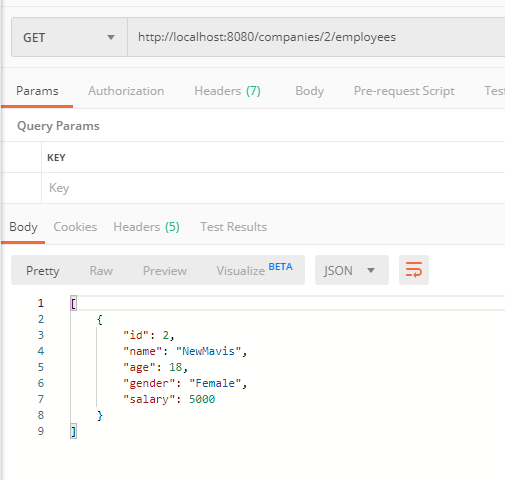 GET http://localhost:8080/companies/2/employees
Params Authorization Headers (7) Body Pre-request Script
Query Params
KEY
Key
Body Cookies Headers (5) Test Results
Pretty Raw Preview Visualize BETA JSON
1 [
2 {
3 "id": 2,
4 "name": "NewMavis",
5 "age": 18,
6 "gender": "Female",
7 "salary": 5000
8 }
9 ]